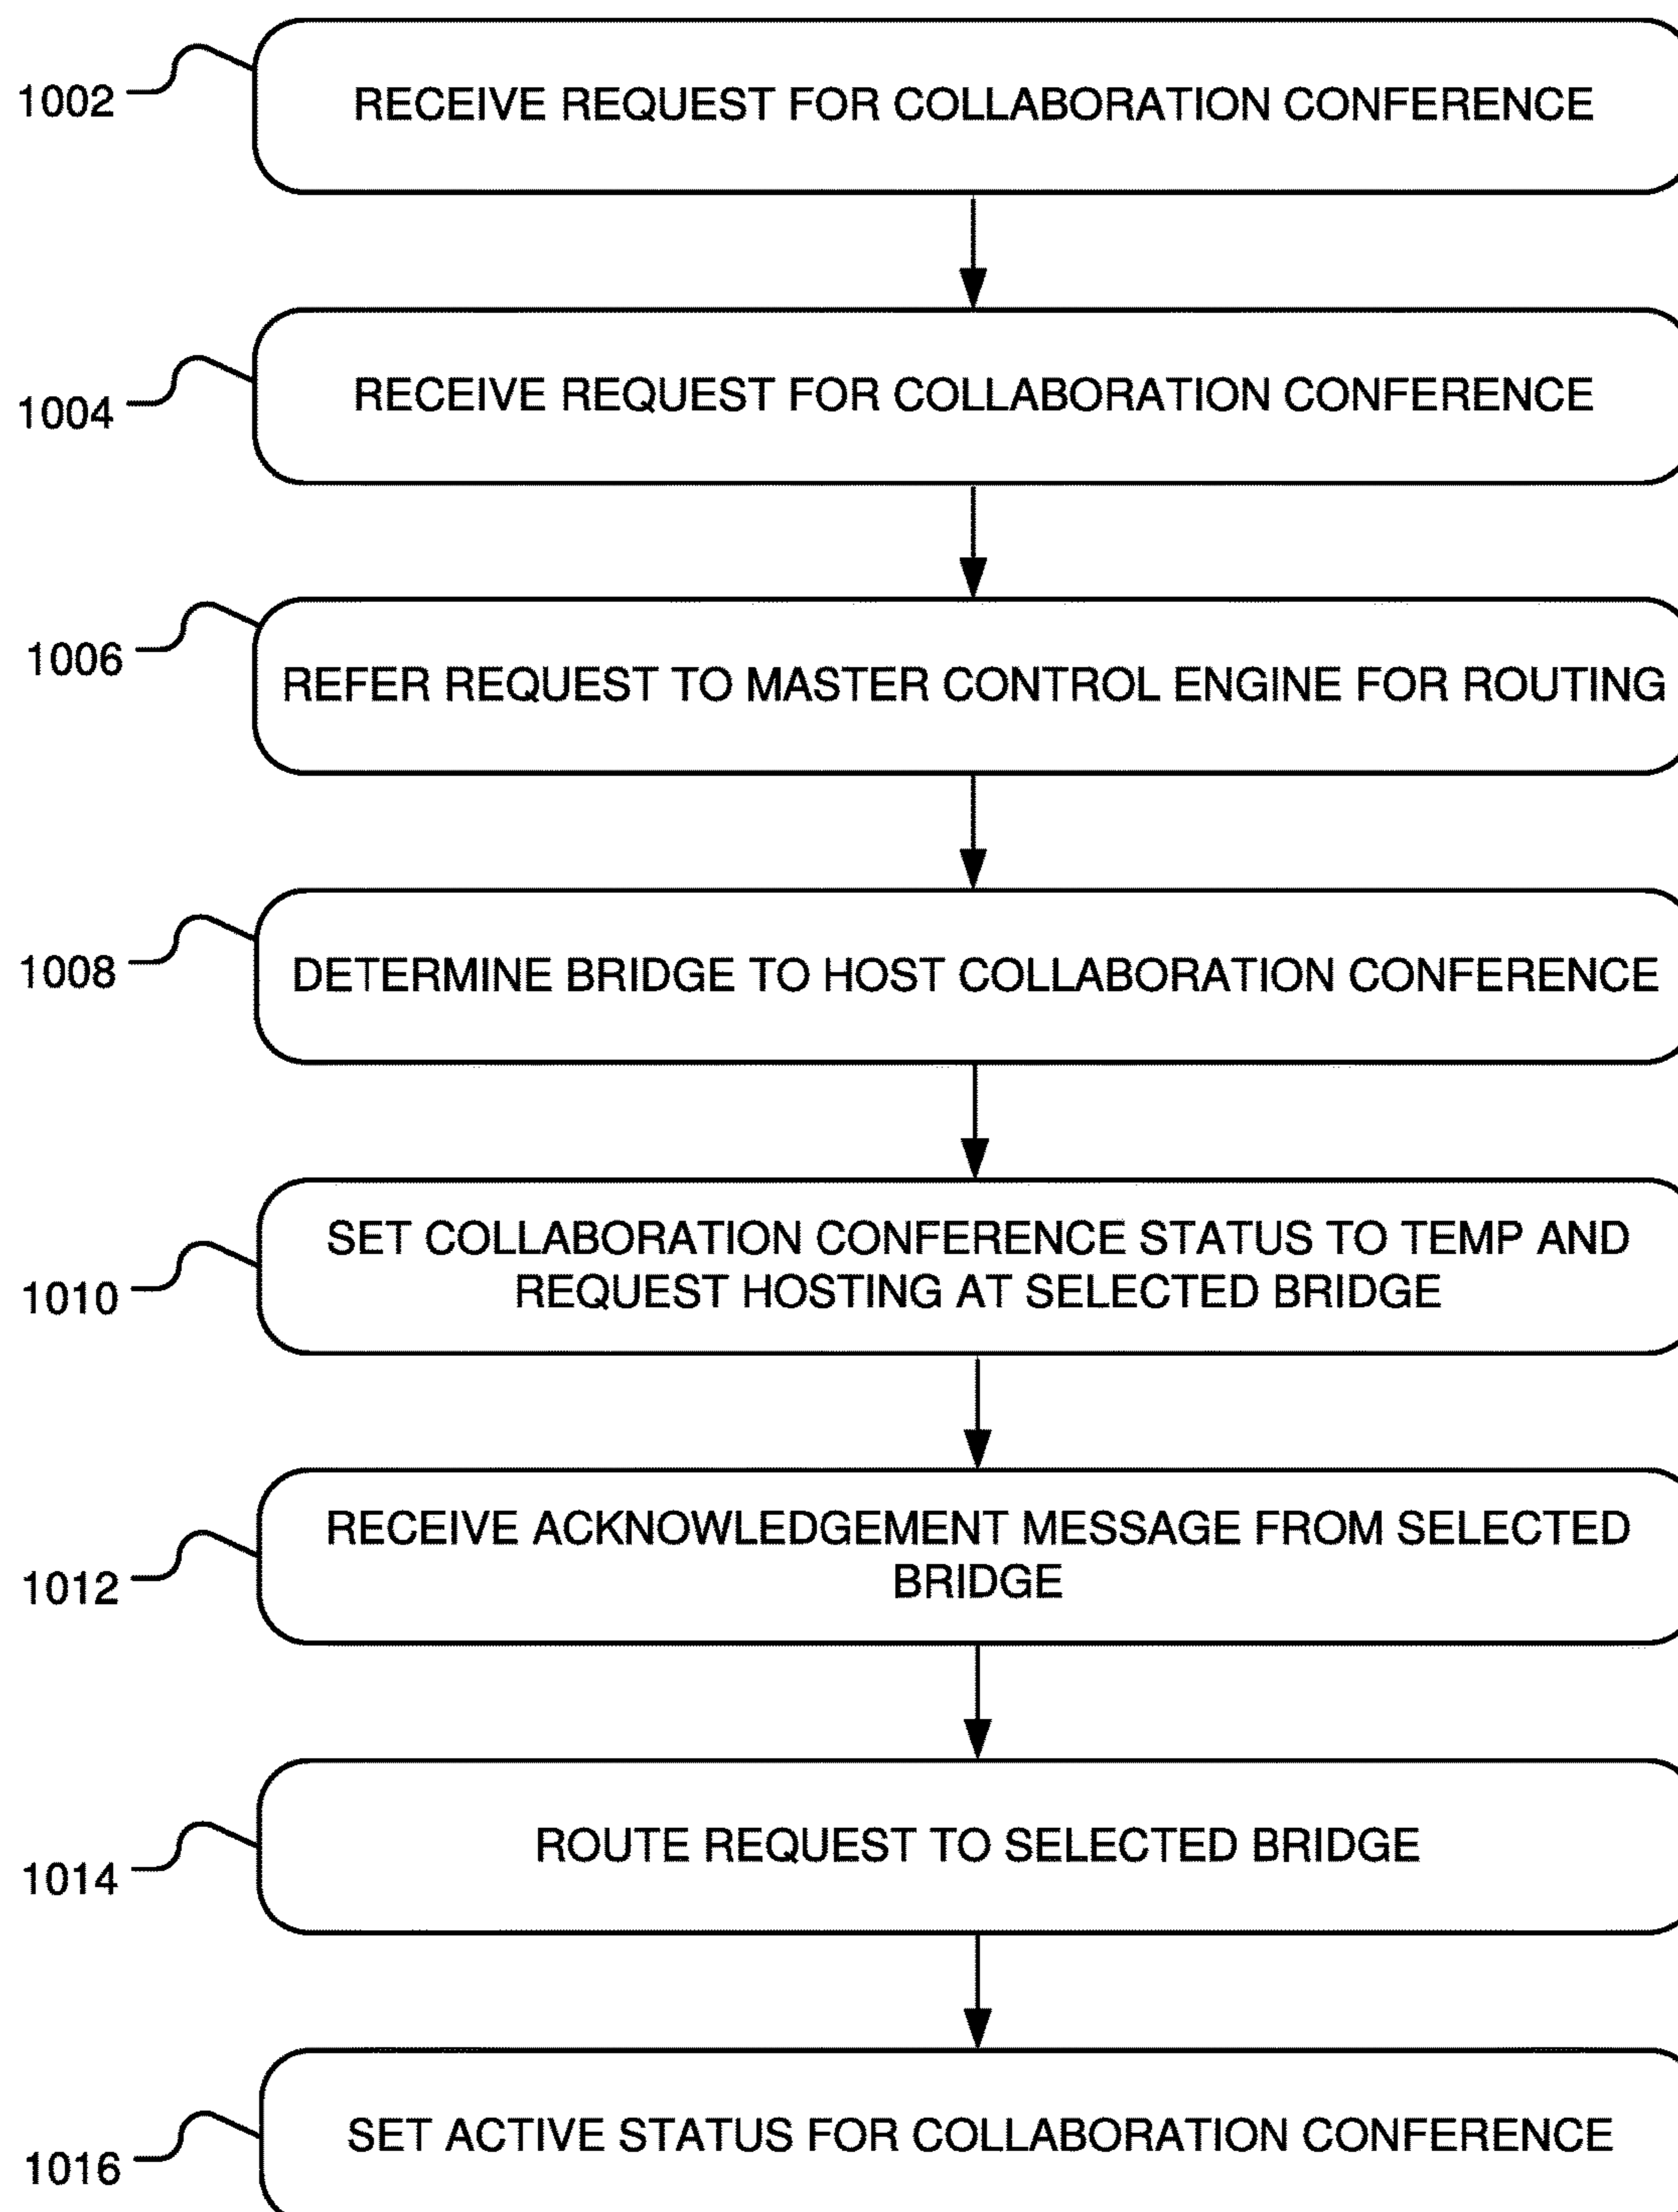 1002
RECEIVE REQUEST FOR COLLABORATION CONFERENCE
1004
RECEIVE REQUEST FOR COLLABORATION CONFERENCE
1006
REFER REQUEST TO MASTER CONTROL ENGINE FOR ROUTING
1008
DETERMINE BRIDGE TO HOST COLLABORATION CONFERENCE
1010
SET COLLABORATION CONFERENCE STATUS TO TEMP AND
REQUEST HOSTING AT SELECTED BRIDGE
1012
RECEIVE ACKNOWLEDGEMENT MESSAGE FROM SELECTED
BRIDGE
1014
ROUTE REQUEST TO SELECTED BRIDGE
1016
SET ACTIVE STATUS FOR COLLABORATION CONFERENCE